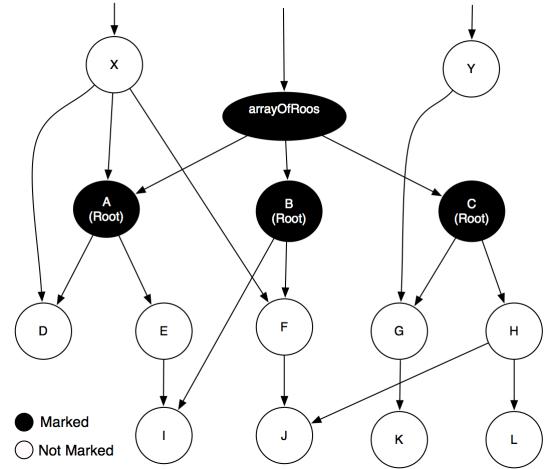 X
Y
arrayOfRoos
A
(Root)
B
(Root)
C
(Root)
D
E
F
G
H
I
J
K
L
Marked
Not Marked